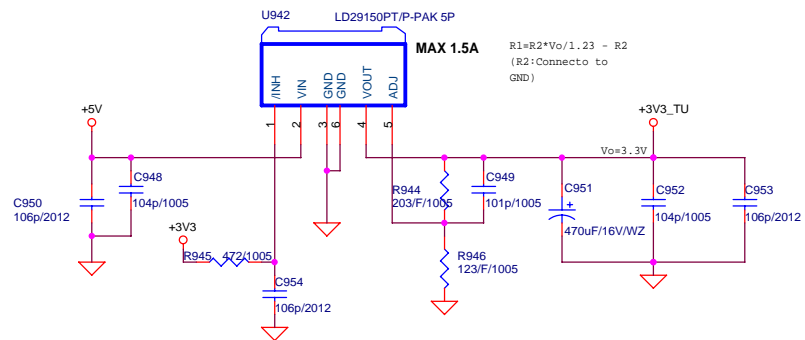 U942
LD29150PT/P-PAK 5P
MAX 1.5A
R1=R2*Vo/1.23 - R2
(R2:Connecto to
GND)
/INH
VIN
GND
GND
VOUT
ADJ
1
2
3
6
4
5
+5V
+3V3_TU
Vo=3.3V
C950
106p/2012
C948
104p/1005
R944
203/F/1005
C949
101p/1005
C951
+
470uF/16V/WZ
C952
104p/1005
C953
106p/2012
+3V3
R945
472/1005
R946
123/F/1005
C954
106p/2012